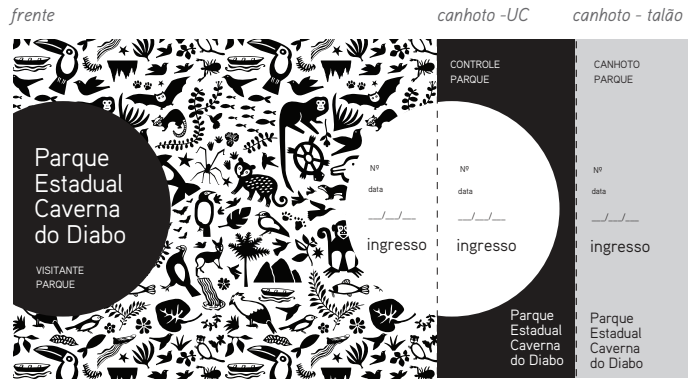 frente
canhoto -UC
canhoto - talão
Parque
Estadual
Caverna
do Diabo
VISITANTE
PARQUE
Nº
data
__/__/__
ingresso
CONTROLE
PARQUE
Nº
data
__/__/__
ingresso
Parque
Estadual
Caverna
do Diabo
CANHOTO
PARQUE
Nº
data
__/__/__
ingresso
Parque
Estadual
Caverna
do Diabo